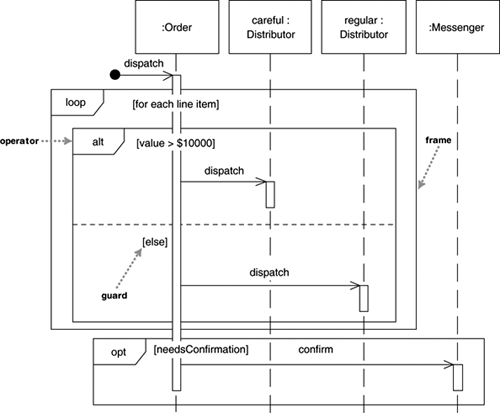 :Order
careful :
Distributor
regular :
Distributor
:Messenger
dispatch
loop
[for each line item]
operator
alt
[value > $10000]
frame
dispatch
[else]
dispatch
guard
opt
[needsConfirmation]
confirm